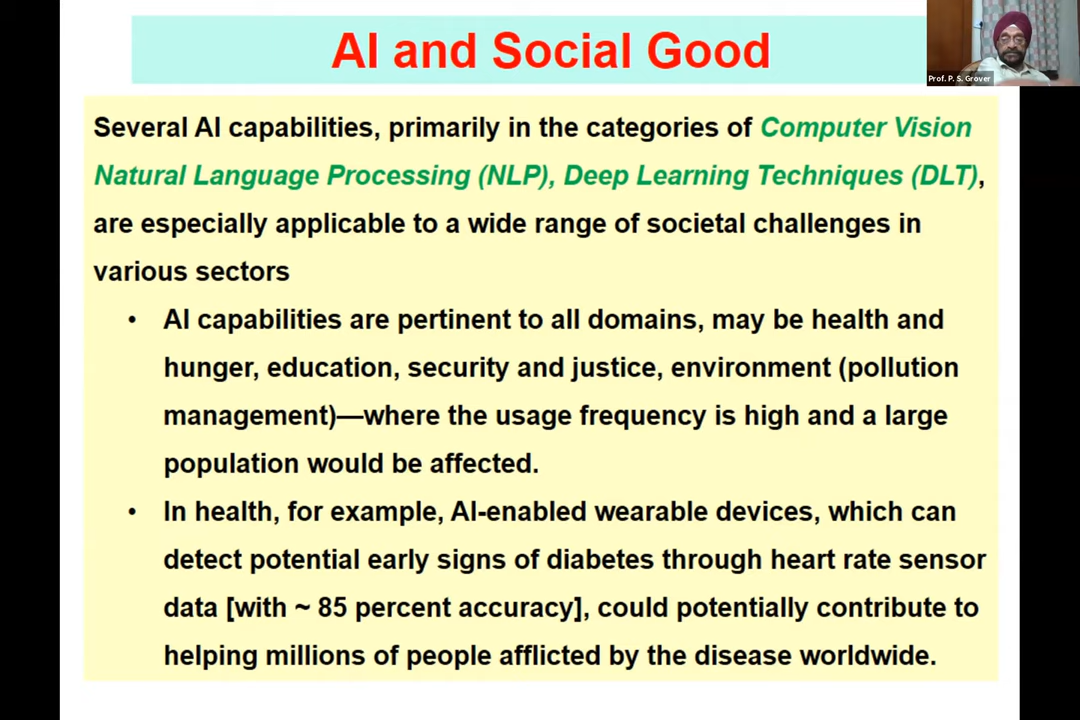 AI and Social Good
Prof. P. S. Grover
Several AI capabilities, primarily in the categories of Computer Vision
Natural Language Processing (NLP), Deep Learning Techniques (DLT),
are especially applicable to a wide range of societal challenges in
various sectors
• AI capabilities are pertinent to all domains, may be health and
hunger, education, security and justice, environment (pollution
management)—where the usage frequency is high and a large
population would be affected.
• In health, for example, AI-enabled wearable devices, which can
detect potential early signs of diabetes through heart rate sensor
data [with ~ 85 percent accuracy], could potentially contribute to
helping millions of people afflicted by the disease worldwide.